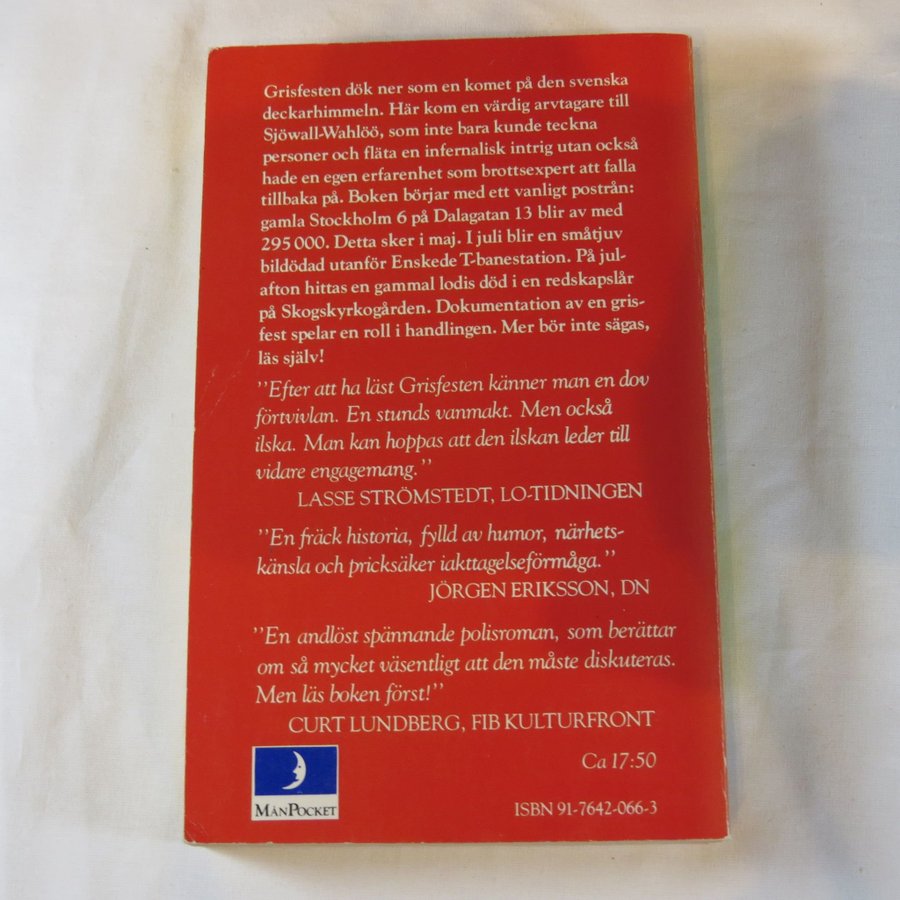 Grisfesten dök ner som en komet på den svenska
deckarhimmeln. Här kom en värdig arvtagare till
Sjöwall-Wahlöö, som inte bara kunde teckna
personer och fläta en infernalisk intrig utan också
hade en egen erfarenhet som brottsexpert att falla
tillbaka på. Boken börjar med ett vanligt postrån:
gamla Stockholm 6 på Dalagatan 13 blir av med
295 000. Detta sker i maj. I juli blir en småtjuv
bildödad utanför Enskede T-banestation. På jul-
afton hittas en gammal lodis död i en redskapslår
på Skogskyrkogården. Dokumentation av en gris-
fest spelar en roll i handlingen. Mer bör inte sägas,
läs själv!
"Efter att ha läst Grisfesten känner man en dov
förtvivlan. En stunds vanmakt. Men också
ilska. Man kan hoppas att den ilskan leder till
vidare engagemang."
LASSE STRÖMSTEDT, LO-TIDNINGEN
"En fräck historia, fylld av humor, närhets-
känsla och pricksäker iakttagelseförmåga."
JÖRGEN ERIKSSON, DN
"En andlöst spännande polisroman, som berättar
om så mycket väsentligt att den måste diskuteras.
Men läs boken först!"
CURT LUNDBERG, FIB KULTURFRONT
Ca 17:50
MÅNPOCKET
ISBN 91-7642-066-3